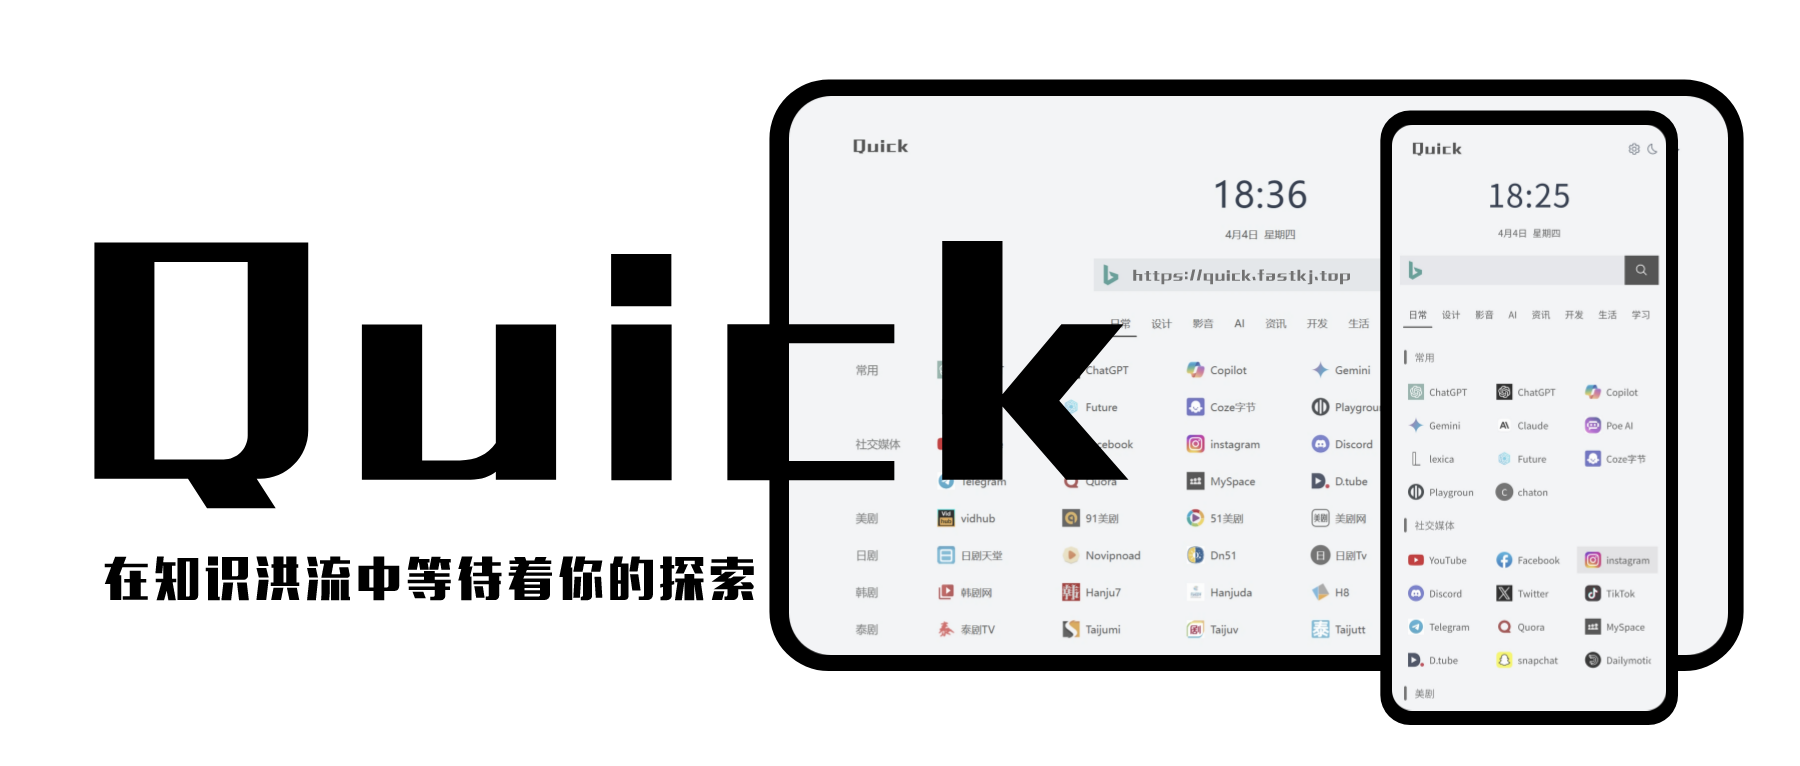 Quick
在知识洪流中等待着你的探索
Quick
18:36
4月4日 星期四
https://quick.fastkj.top
日常 设计 影音 AI 资讯 开发 生活
常用 ChatGPT Copilot Gemini
Future Coze字节 Playgrou
社交媒体 instagram Discord
Telegram Quora MySpace D.tube
美剧 vidhub 91美剧 51美剧 美剧网
日剧 日剧天堂 Novipnoad Dn51 日剧Tv
韩剧 韩剧网 Hanju7 Hanjuda H8
泰剧 泰剧TV Taijumi Taijuv Taijutt
Quick
18:25
4月4日 星期四
日常 设计 影音 AI 资讯 开发 生活 学习
常用
ChatGPT ChatGPT Copilot
Gemini Claude Poe AI
lexica Future Coze字节
Playgroun chaton
社交媒体
YouTube Facebook instagram
Discord Twitter TikTok
Telegram Quora MySpace
D.tube snapchat Dailymotic
美剧